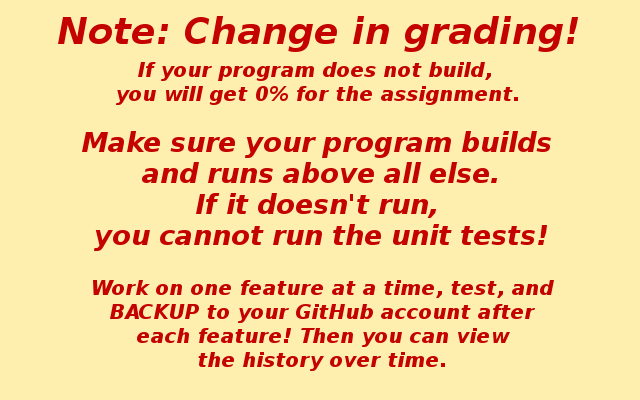 Note: Change in grading!
If your program does not build,
you will get 0% for the assignment.
Make sure your program builds
and runs above all else.
If it doesn't run,
you cannot run the unit tests!
Work on one feature at a time, test, and
BACKUP to your GitHub account after
each feature! Then you can view
the history over time.